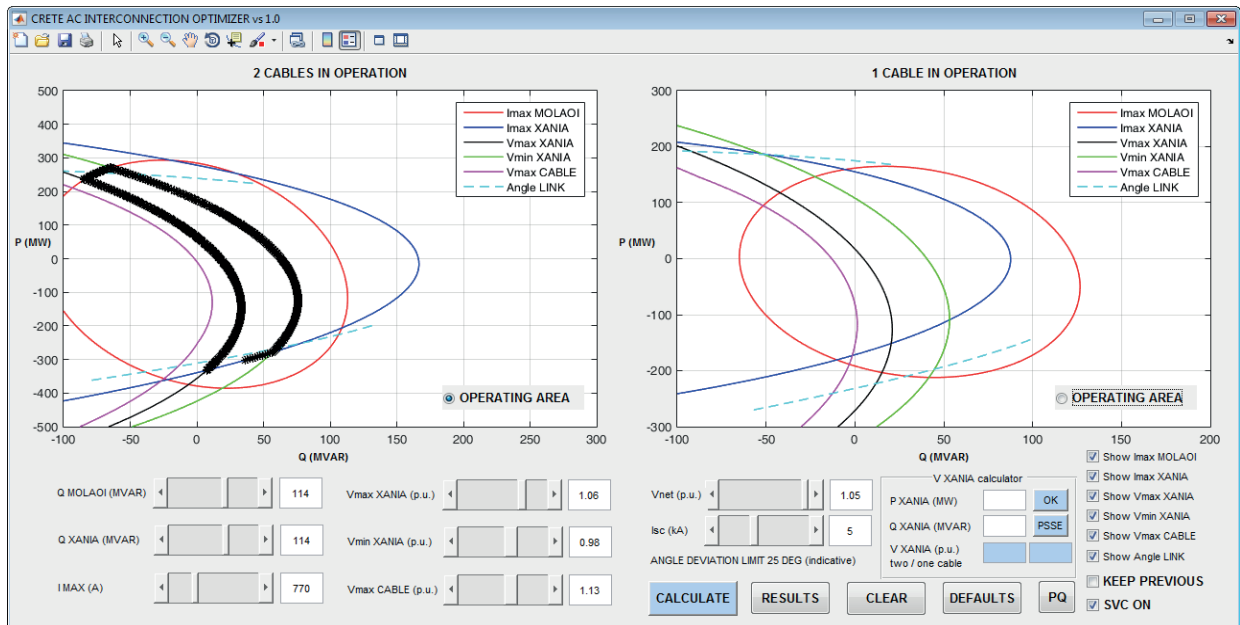 CRETE AC INTERCONNECTION OPTIMIZER vs 1.0
2 CABLES IN OPERATION
500
400
300
200
100
0
-100
-200
-300
-400
-500
P (MW)
-100
-50
0
50
100
150
200
250
300
Q (MVAR)
Imax MOLAOI
Imax XANIA
Vmax XANIA
Vmin XANIA
Vmax CABLE
Angle LINK
OPERATING AREA
1 CABLE IN OPERATION
300
200
100
0
-100
-200
-300
P (MW)
-100
-50
0
50
100
150
200
Q (MVAR)
Imax MOLAOI
Imax XANIA
Vmax XANIA
Vmin XANIA
Vmax CABLE
Angle LINK
OPERATING AREA
Q MOLAOI (MVAR)
114
Q XANIA (MVAR)
114
I MAX (A)
770
Vmax XANIA (p.u.)
1.06
Vmin XANIA (p.u.)
0.98
Vmax CABLE (p.u.)
1.13
Vnet (p.u.)
1.05
Isc (kA)
5
ANGLE DEVIATION LIMIT 25 DEG (indicative)
V XANIA calculator
P XANIA (MW)
OK
Q XANIA (MVAR)
PSSE
V XANIA (p.u.)
two / one cable
Show Imax MOLAOI
Show Imax XANIA
Show Vmax XANIA
Show Vmin XANIA
Show Vmax CABLE
Show Angle LINK
KEEP PREVIOUS
SVC ON
CALCULATE
RESULTS
CLEAR
DEFAULTS
PQ